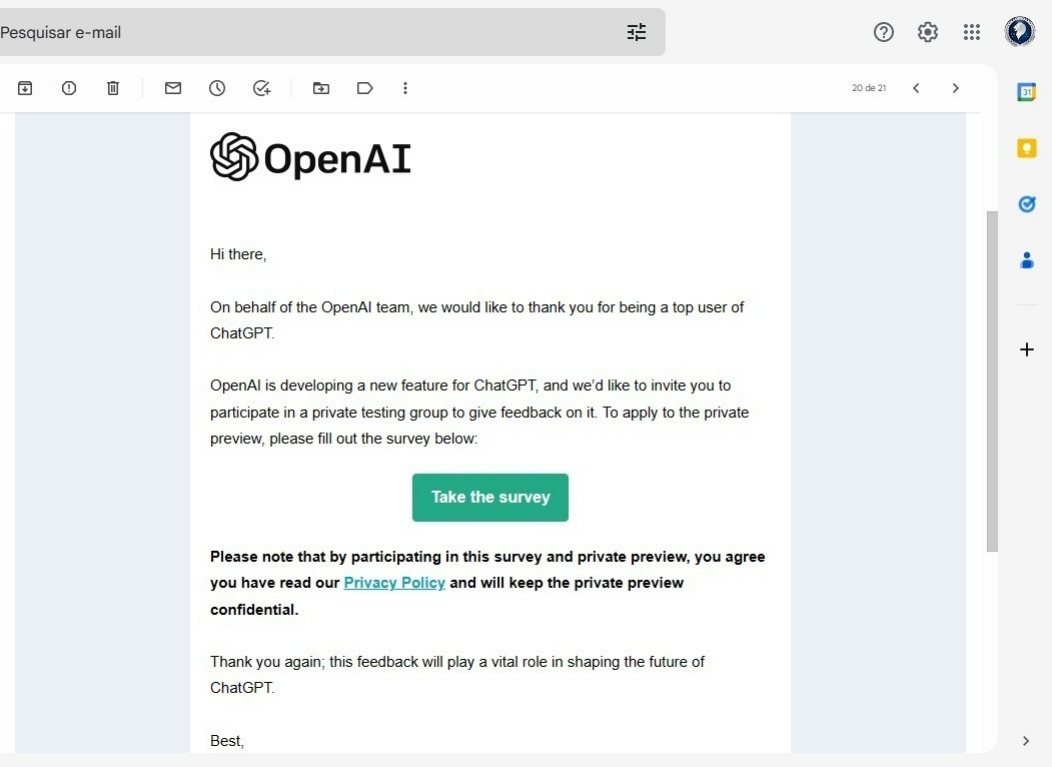 Pesquisar e-mail
20 de 21
31
OpenAI
Hi there,
On behalf of the OpenAI team, we would like to thank you for being a top user of
ChatGPT.
OpenAI is developing a new feature for ChatGPT, and we'd like to invite you to
participate in a private testing group to give feedback on it. To apply to the private
preview, please fill out the survey below:
Take the survey
Please note that by participating in this survey and private preview, you agree
you have read our Privacy Policy and will keep the private preview
confidential.
Thank you again; this feedback will play a vital role in shaping the future of
ChatGPT.
Best,